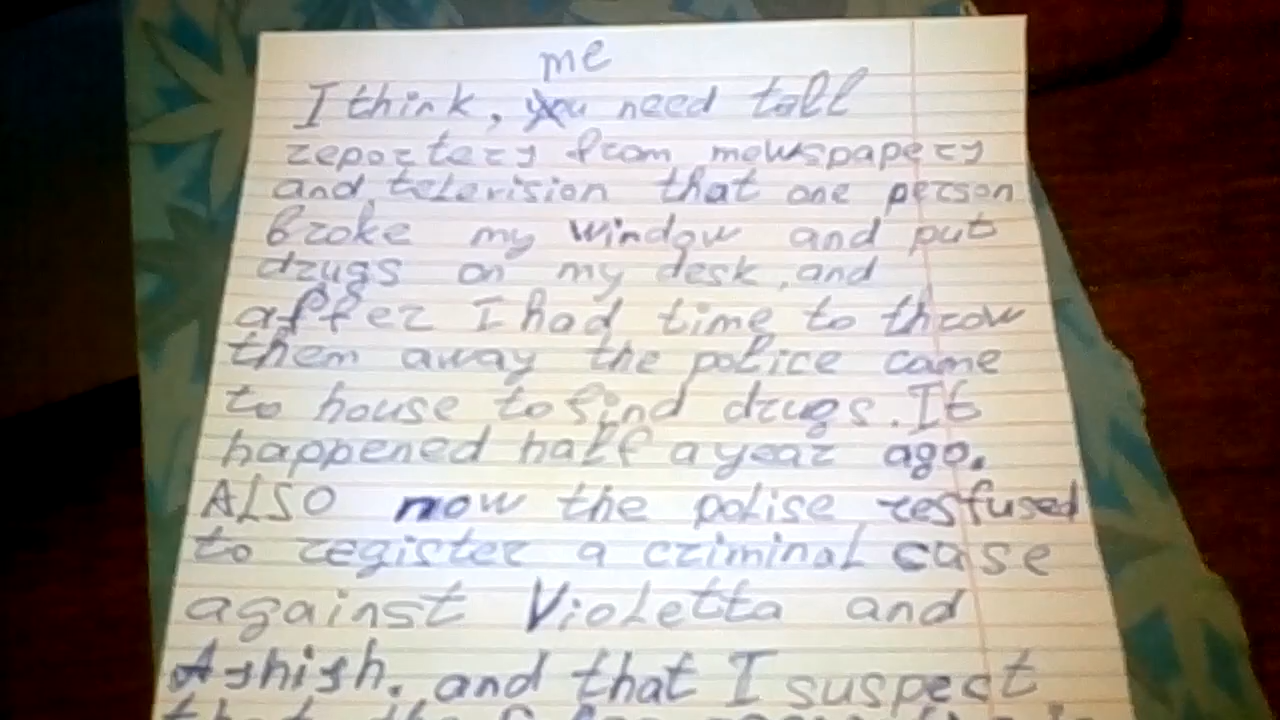 me
I think, you need tell
reporters from mewspapers
and television that one person
broke my window and put
drugs on my desk, and
after I had time to throw
them away the police came
to house to find drugs. It
happened half a year ago.
ALSO now the polise resfused
to register a criminal case
against Violetta and
Ashish. and that I suspect